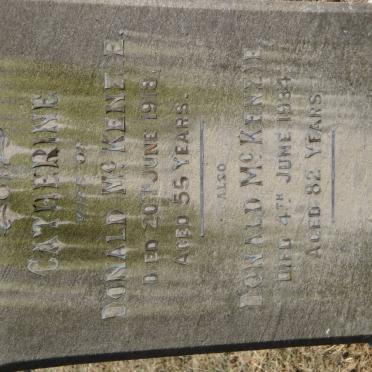 CATHERINE
WIFE OF
DONALD MCKENZIE.
DIED 20TH JUNE 1918.
AGED 55 YEARS.
ALSO
DONALD MCKENZIE
DIED 4TH JUNE 1934.
AGED 82 YEARS.